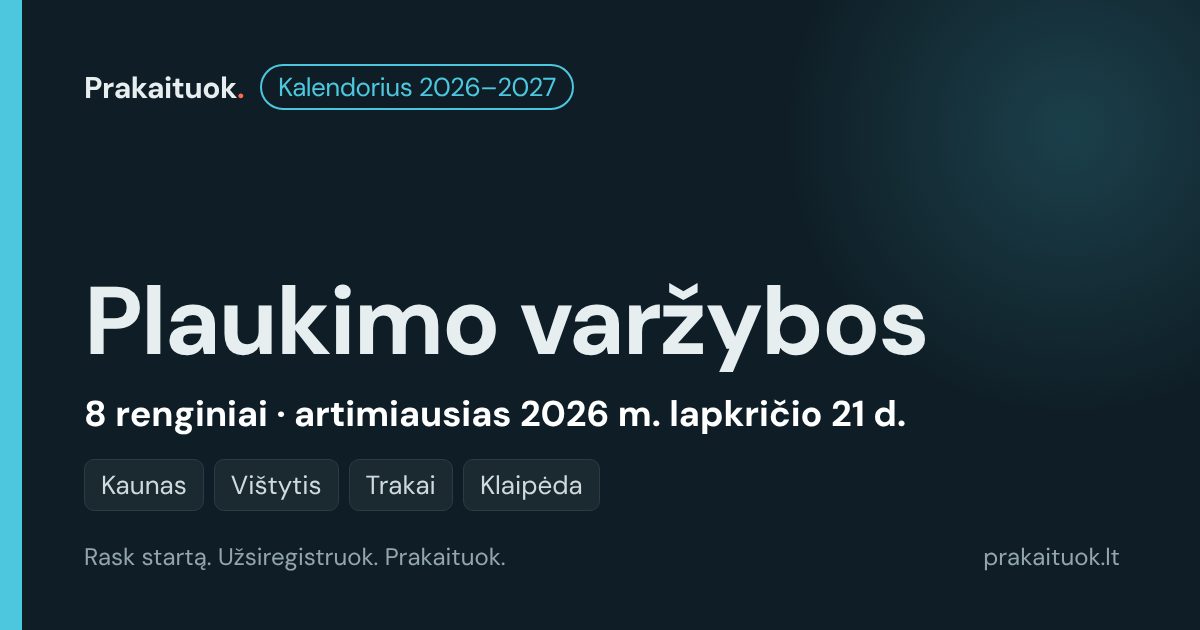 Prakaituok. Kalendorius 2026–2027
Plaukimo varžybos
8 renginiai · artimiausias 2026 m. lapkričio 21 d.
Kaunas Vištytis Trakai Klaipėda
Rask startą. Užsiregistruok. Prakaituok. prakaituok.lt